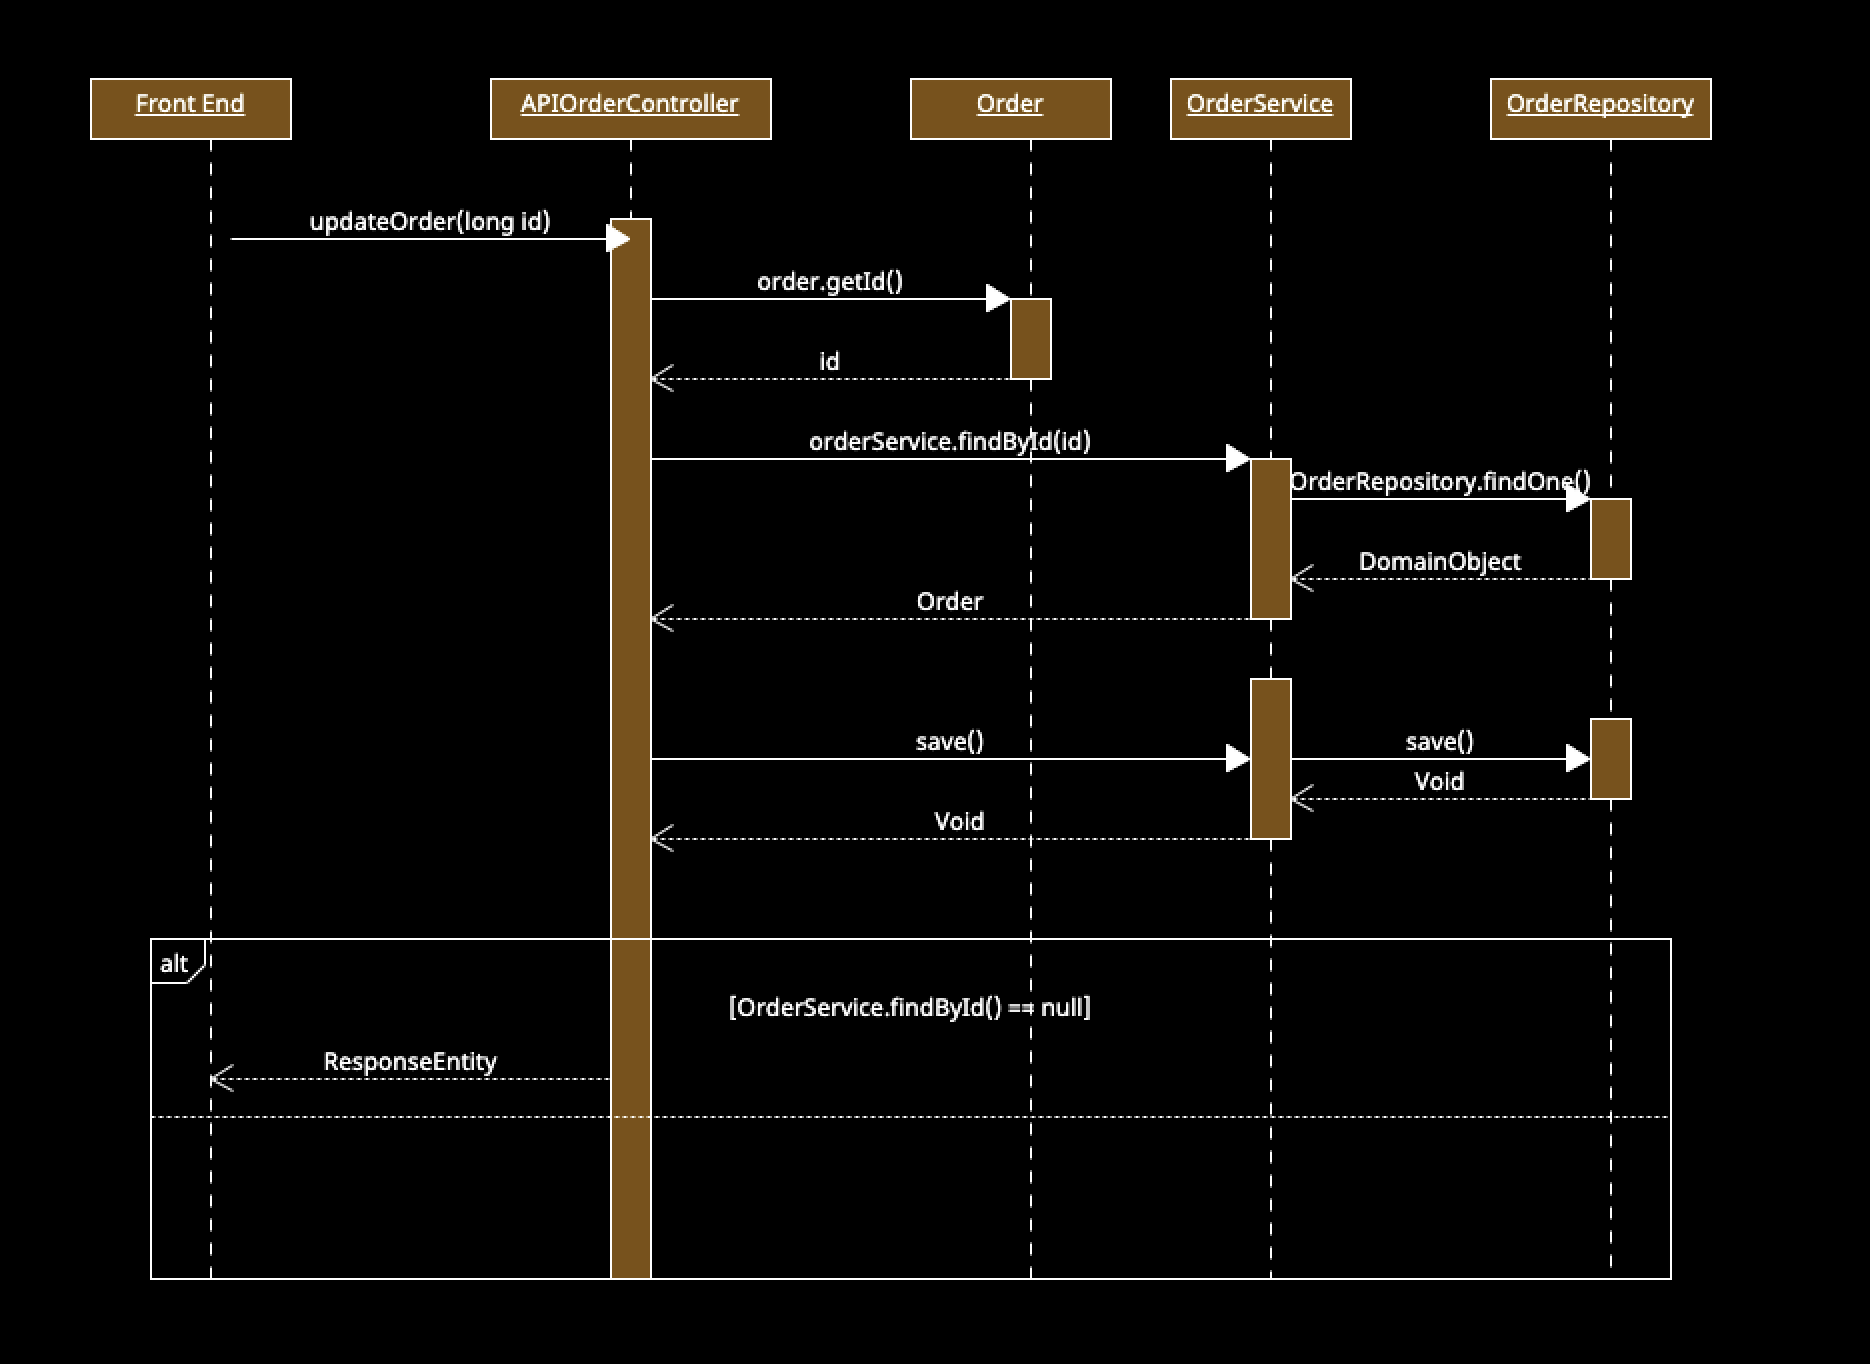 Front End
APIOrderController
Order
OrderService
OrderRepository
updateOrder(long id)
order.getId()
id
orderService.findById(id)
OrderRepository.findOne()
DomainObject
Order
save()
save()
Void
Void
alt
[OrderService.findById() == null]
ResponseEntity